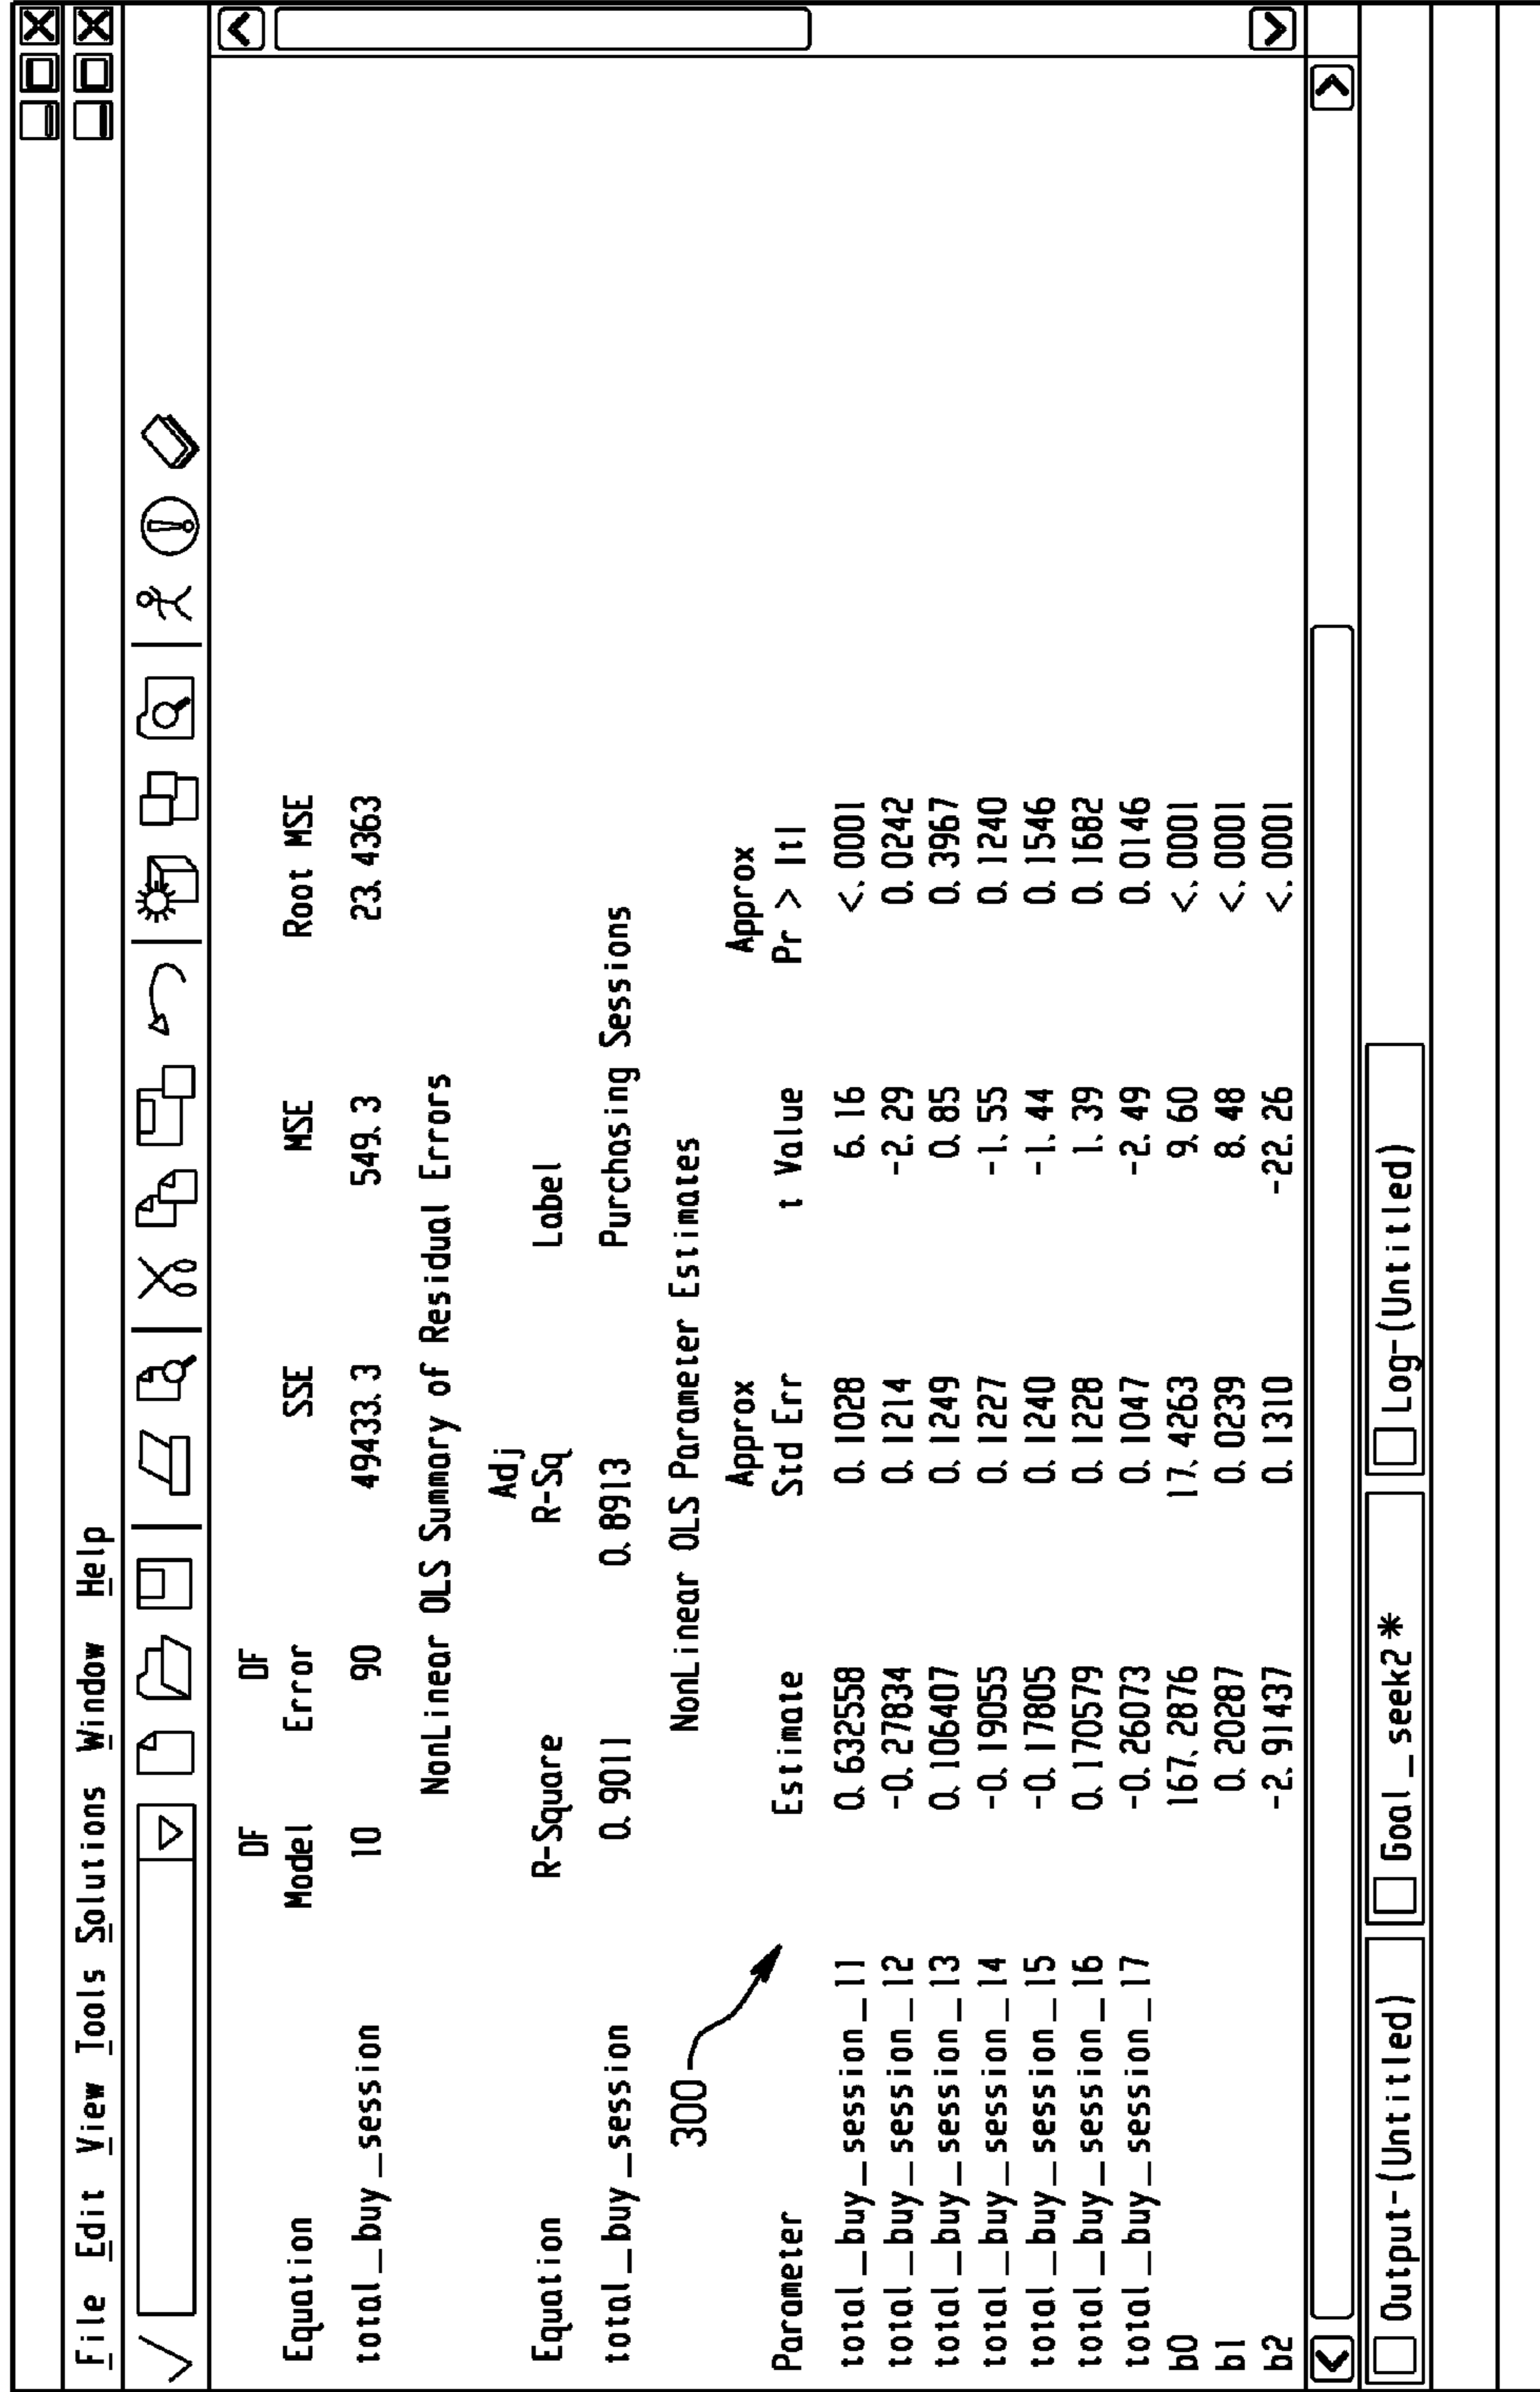 File Edit View Tools Solutions Window Help
DF DF
Equation Model Error SSE MSE Root MSE
total_buy_session 10 90 49433.3 549.3 23.4363
NonLinear OLS Summary of Residual Errors
Adj
Equation R-Square R-Sq Label
total_buy_session 0.9011 0.8913 Purchasing Sessions
300
NonLinear OLS Parameter Estimates
Approx Approx
Parameter Estimate Std Err t Value Pr > |t|
total_buy_session_l1 0.632558 0.1028 6.16 <.0001
total_buy_session_l2 -0.27834 0.1214 -2.29 0.0242
total_buy_session_l3 0.106407 0.1249 0.85 0.3967
total_buy_session_l4 -0.19055 0.1227 -1.55 0.1240
total_buy_session_l5 -0.17805 0.1240 -1.44 0.1546
total_buy_session_l6 0.170579 0.1228 1.39 0.1682
total_buy_session_l7 -0.26073 0.1047 -2.49 0.0146
b0 167.2876 17.4263 9.60 <.0001
b1 0.20287 0.0239 8.48 <.0001
b2 -2.91437 0.1310 -22.26 <.0001
Output-(Untitled) Goal_seek2* Log-(Untitled)